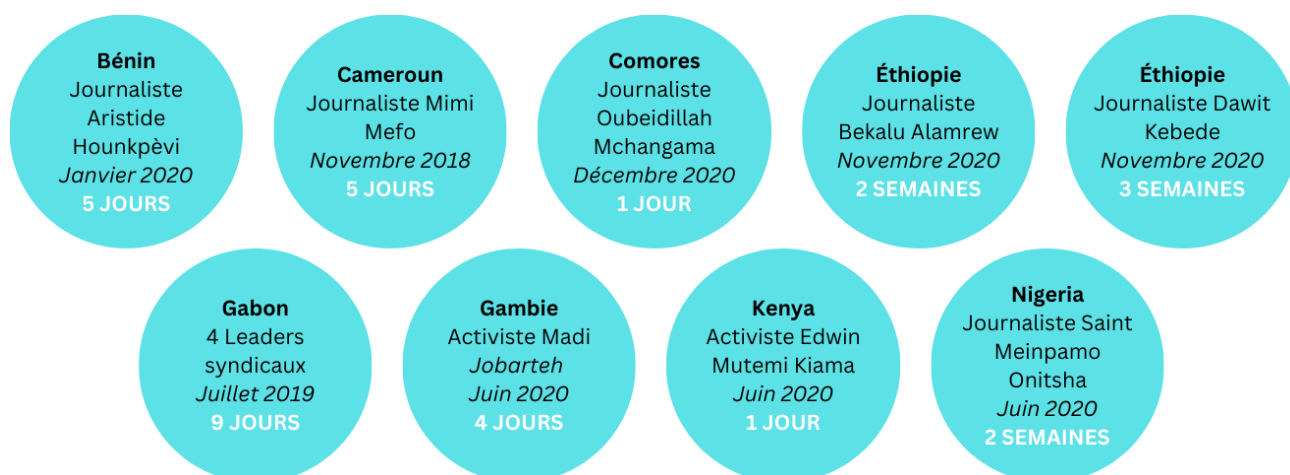 Bénin
Journaliste
Aristide
Hounkpèvi
Janvier 2020
5 JOURS
Cameroun
Journaliste Mimi
Mefo
Novembre 2018
5 JOURS
Comores
Journaliste
Oubeidillah
Mchangama
Décembre 2020
1 JOUR
Éthiopie
Journaliste
Bekalu Alamrew
Novembre 2020
2 SEMAINES
Éthiopie
Journaliste Dawit
Kebede
Novembre 2020
3 SEMAINES
Gabon
4 Leaders
syndicaux
Juillet 2019
9 JOURS
Gambie
Activiste Madi
Jobarteh
Juin 2020
4 JOURS
Kenya
Activiste Edwin
Mutemi Kiama
Juin 2020
1 JOUR
Nigeria
Journaliste Saint
Meinpamo
Onitsha
Juin 2020
2 SEMAINES